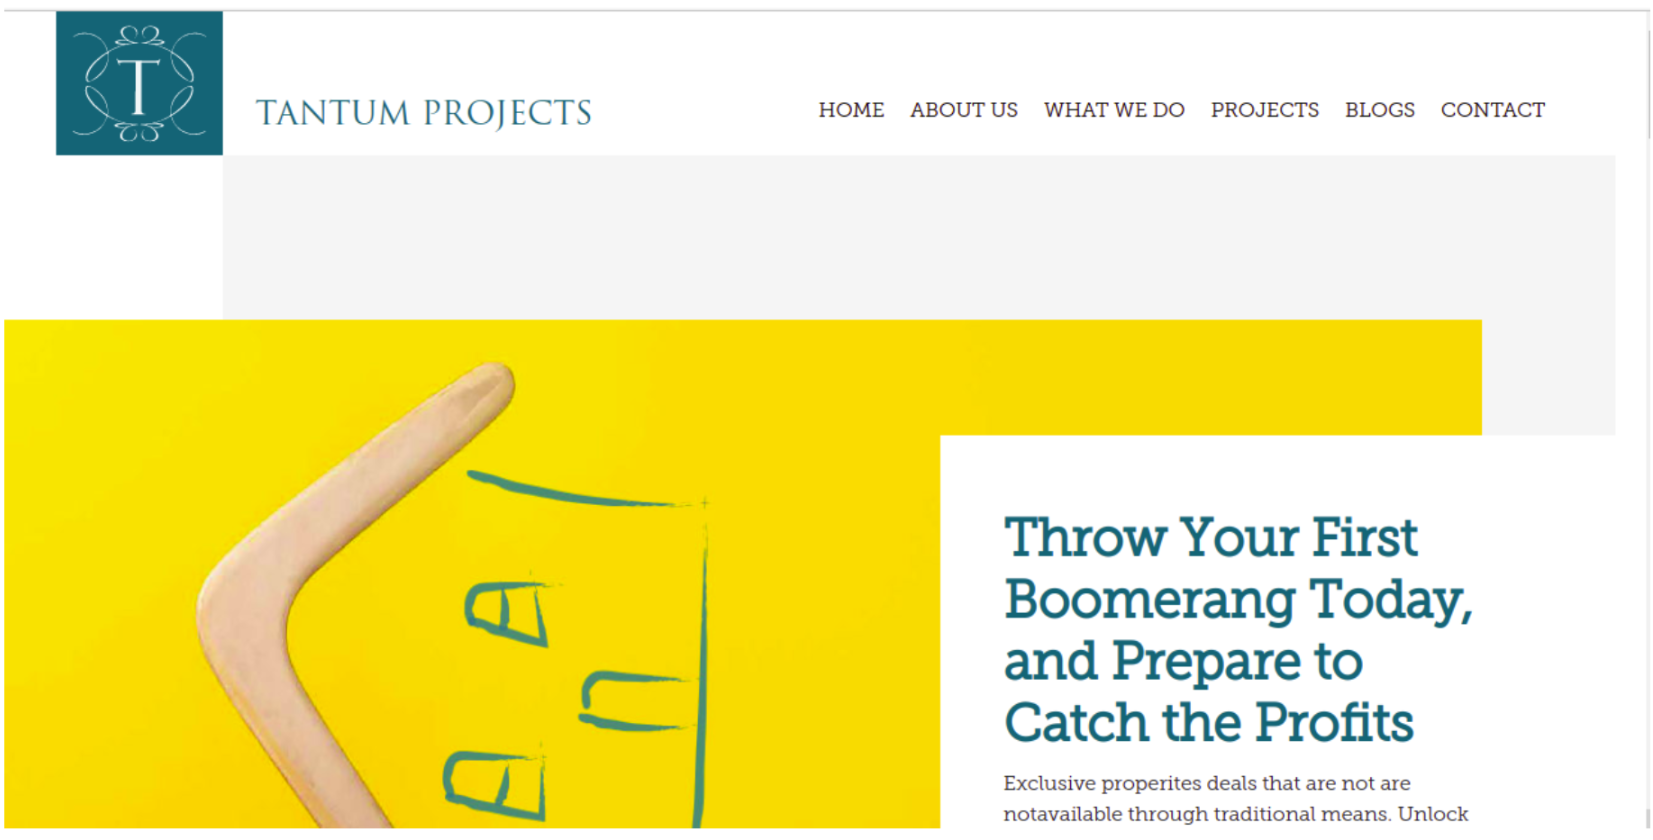 T
TANTUM PROJECTS
HOME ABOUT US WHAT WE DO PROJECTS BLOGS CONTACT
Throw Your First
Boomerang Today,
and Prepare to
Catch the Profits
Exclusive properites deals that are not are
notavailable through traditional means. Unlock